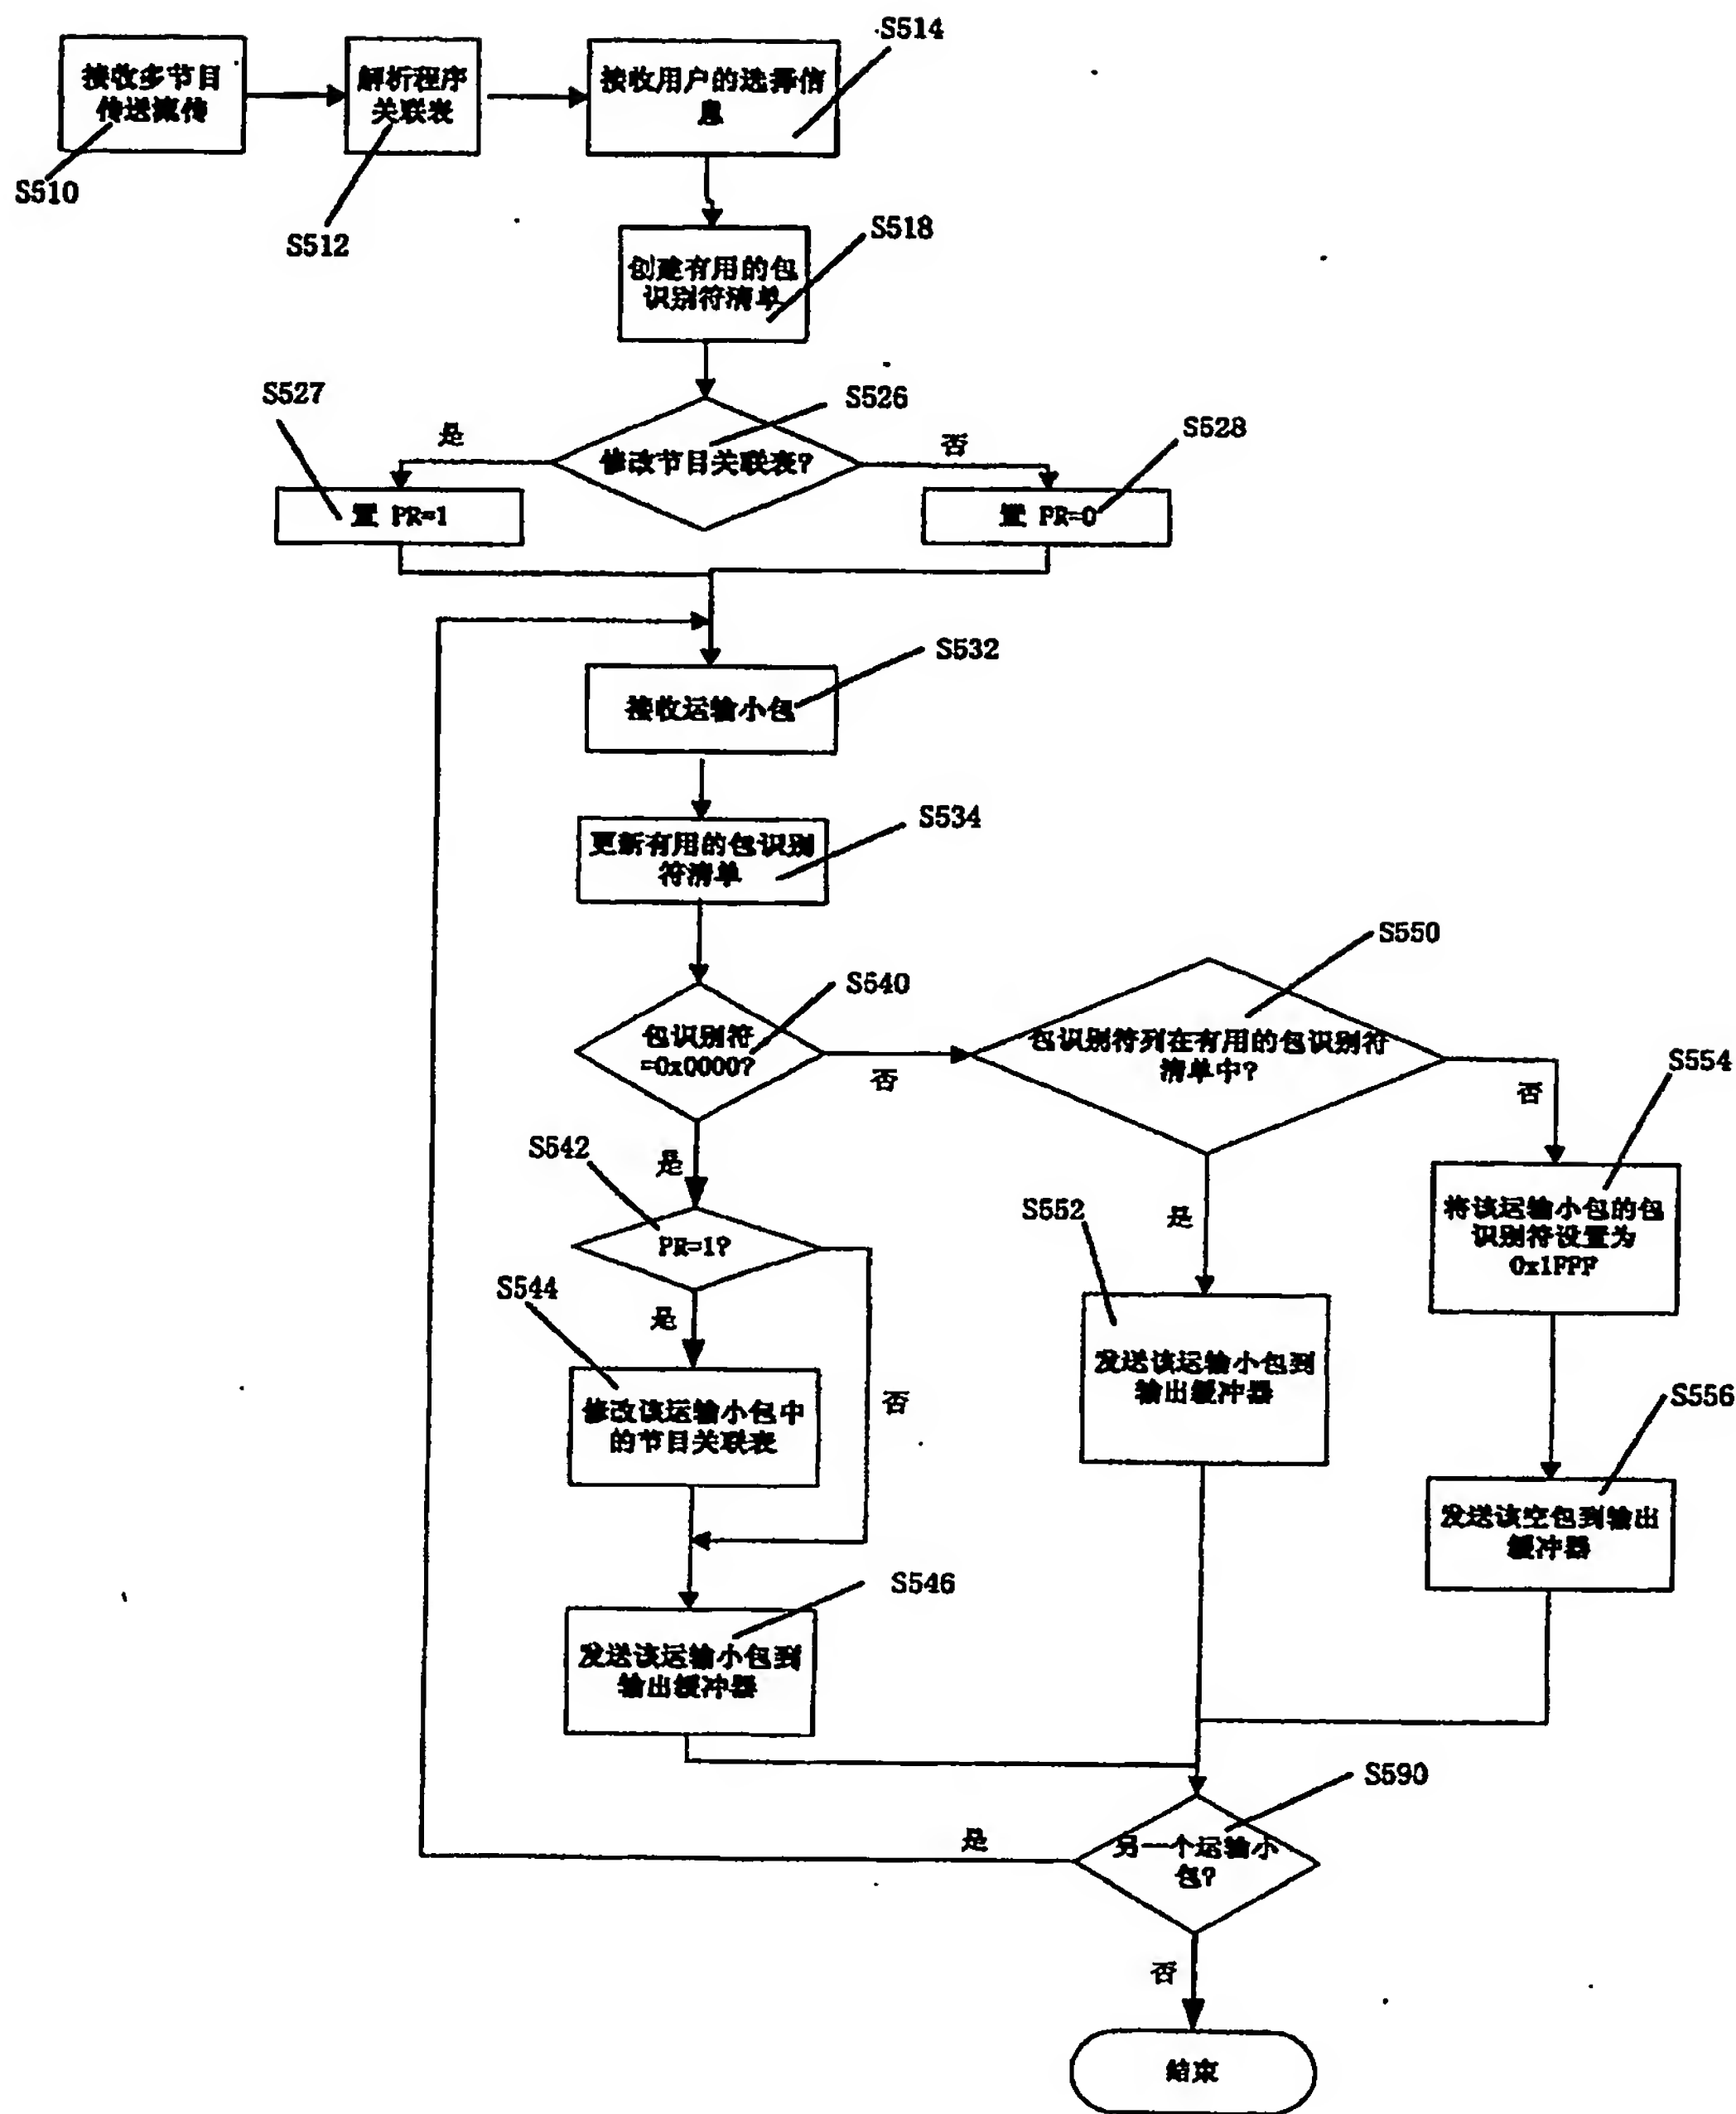 S514
接收多节目
传送流传
解析程序
关联表
接收用户的选择信
息
S510
S512
S518
创建有用的包
识别符清单
S527
S526
S528
是
否
修改节目关联表?
置 PR=1
置 PR=0
S532
接收运输小包
S534
更新有用的包识别
符清单
S550
S540
包识别符
=0x0000?
否
包识别符列在有用的包识别符
清单中?
S554
否
S542
是
S552
是
将该运输小包的包
识别符设置为
0x1FFF
PR=1?
S544
是
发送该运输小包到
输出缓冲器
否
修改该运输小包中
的节目关联表
S556
发送该空包到输出
缓冲器
S546
发送该运输小包到
输出缓冲器
S590
是
另一个运输小
包?
否
结束